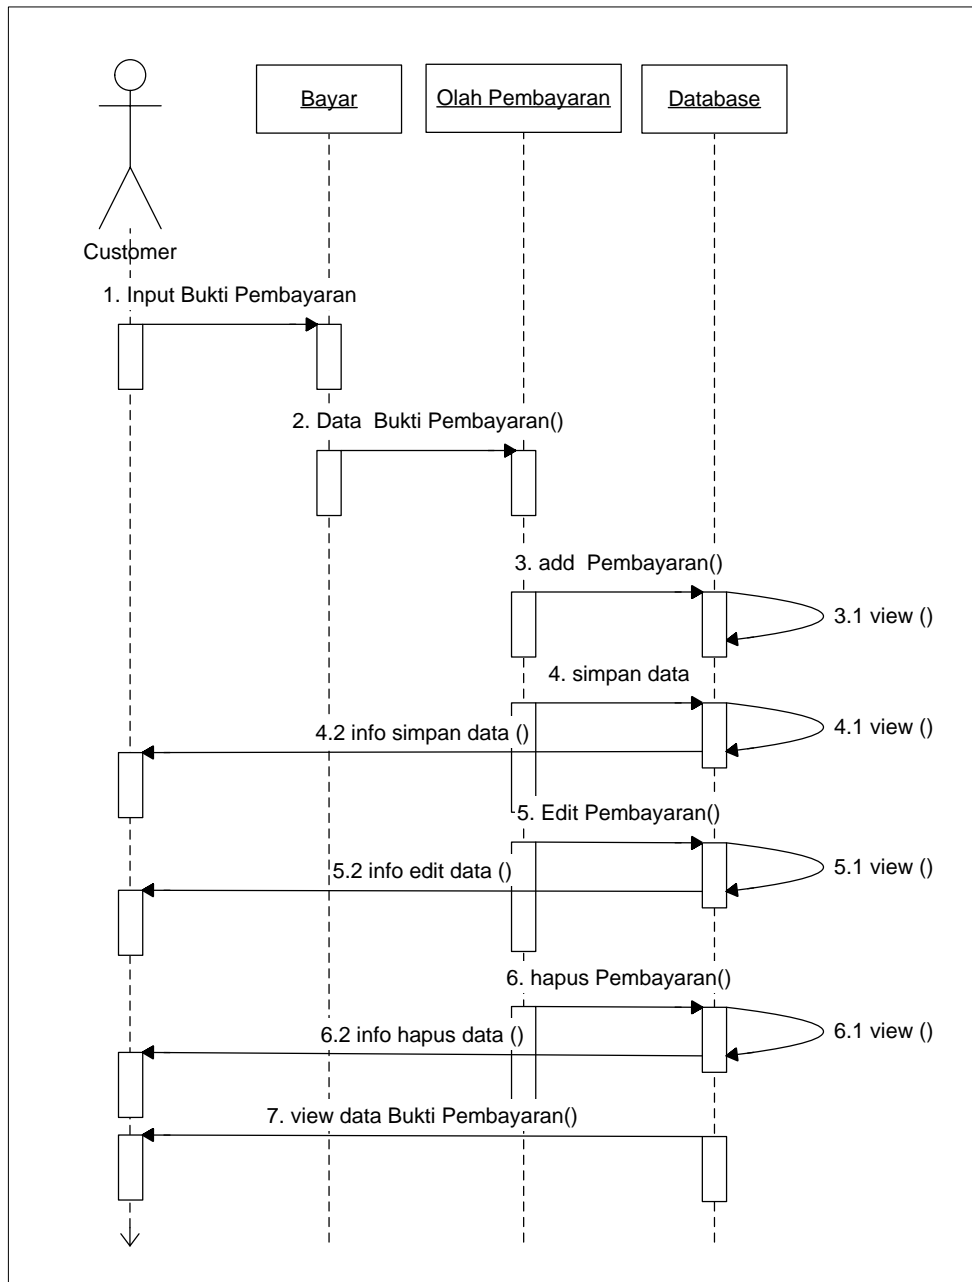 Bayar
Olah Pembayaran
Database
Customer
1. Input Bukti Pembayaran
2. Data  Bukti Pembayaran()
3. add  Pembayaran()
3.1 view ()
4. simpan data
4.1 view ()
4.2 info simpan data ()
5. Edit Pembayaran()
5.1 view ()
5.2 info edit data ()
6. hapus Pembayaran()
6.1 view ()
6.2 info hapus data ()
7. view data Bukti Pembayaran()